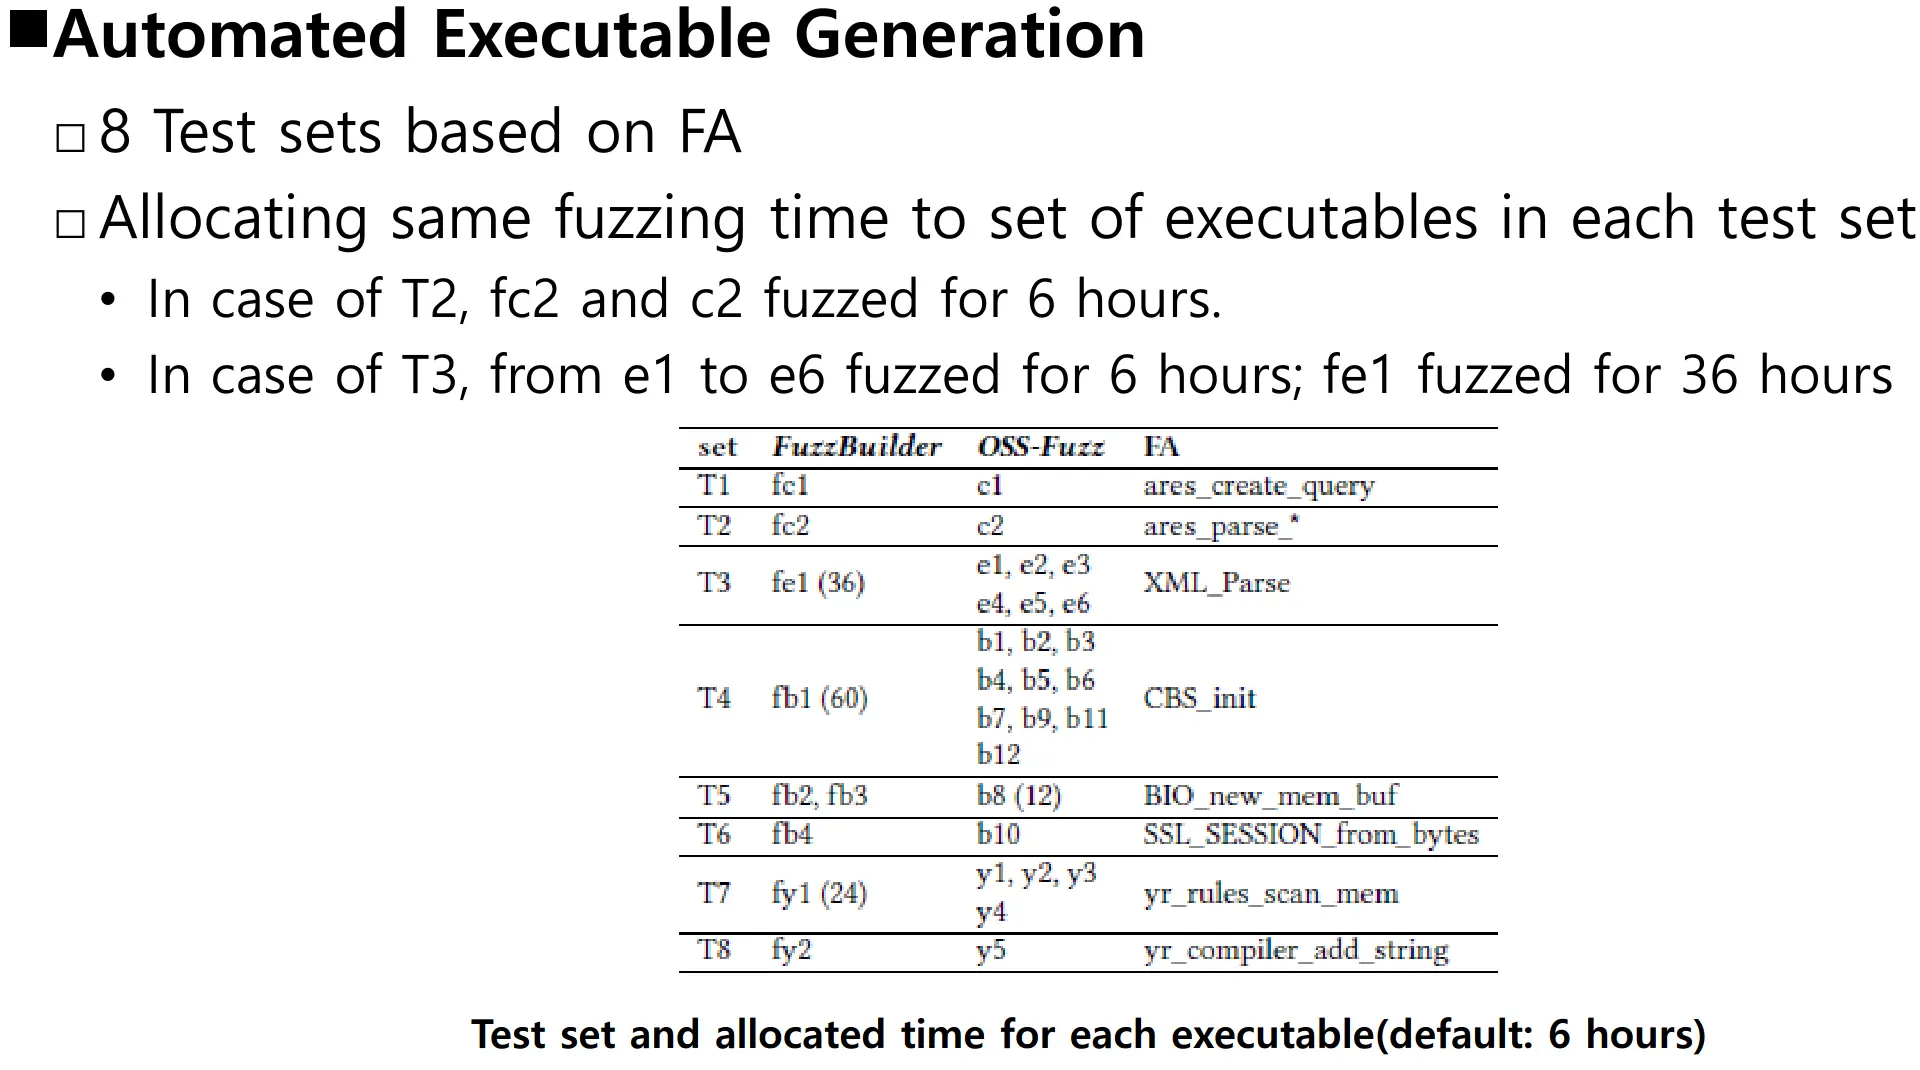 ■Automated Executable Generation
□ 8 Test sets based on FA
□ Allocating same fuzzing time to set of executables in each test set
• In case of T2, fc2 and c2 fuzzed for 6 hours.
• In case of T3, from e1 to e6 fuzzed for 6 hours; fe1 fuzzed for 36 hours
set FuzzBuilder OSS-Fuzz FA
T1 fc1 c1 ares_create_query
T2 fc2 c2 ares_parse_*
T3 fe1 (36) e1, e2, e3 XML_Parse
e4, e5, e6
b1, b2, b3
b4, b5, b6
T4 fb1 (60) b7, b9, b11 CBS_init
b12
T5 fb2, fb3 b8 (12) BIO_new_mem_buf
T6 fb4 b10 SSL_SESSION_from_bytes
T7 fy1 (24) y1, y2, y3 yr_rules_scan_mem
y4
T8 fy2 y5 yr_compiler_add_string
Test set and allocated time for each executable(default: 6 hours)